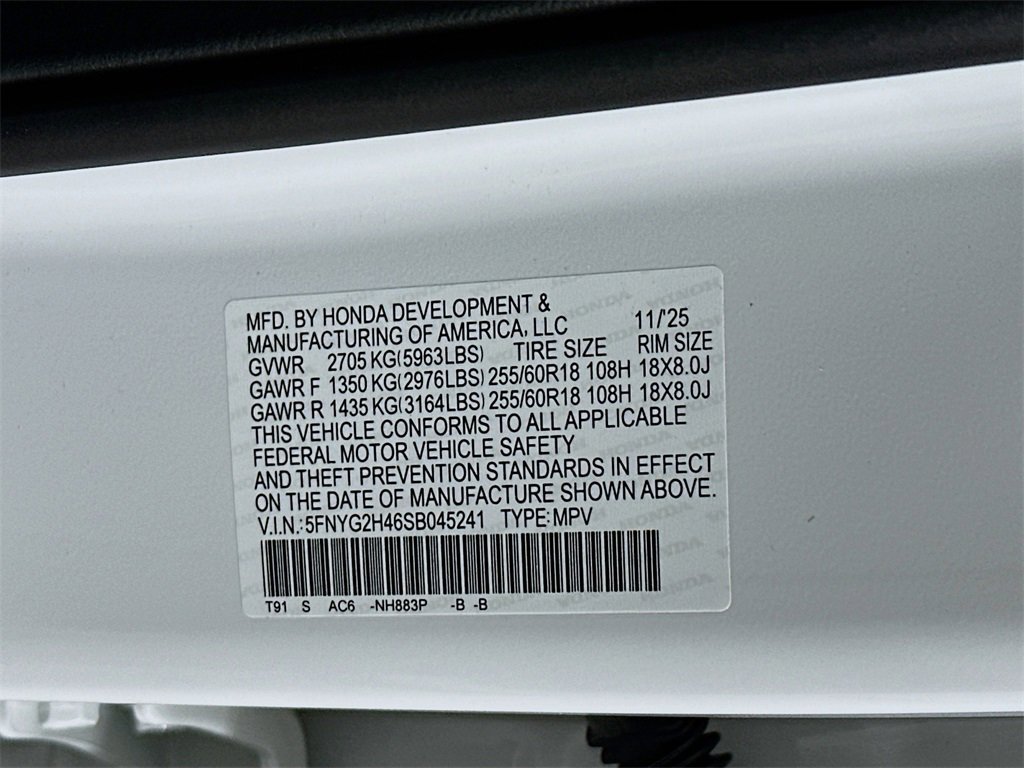 MFD. BY HONDA DEVELOPMENT &
MANUFACTURING OF AMERICA, LLC 11/'25
GVWR 2705 KG(5963LBS) TIRE SIZE RIM SIZE
GAWR F 1350 KG(2976LBS) 255/60R18 108H 18X8.0J
GAWR R 1435 KG(3164LBS) 255/60R18 108H 18X8.0J
THIS VEHICLE CONFORMS TO ALL APPLICABLE
FEDERAL MOTOR VEHICLE SAFETY
AND THEFT PREVENTION STANDARDS IN EFFECT
ON THE DATE OF MANUFACTURE SHOWN ABOVE.
V.I.N.:5FNYG2H46SB045241 TYPE:MPV
T91 S AC6 -NH883P -B -B